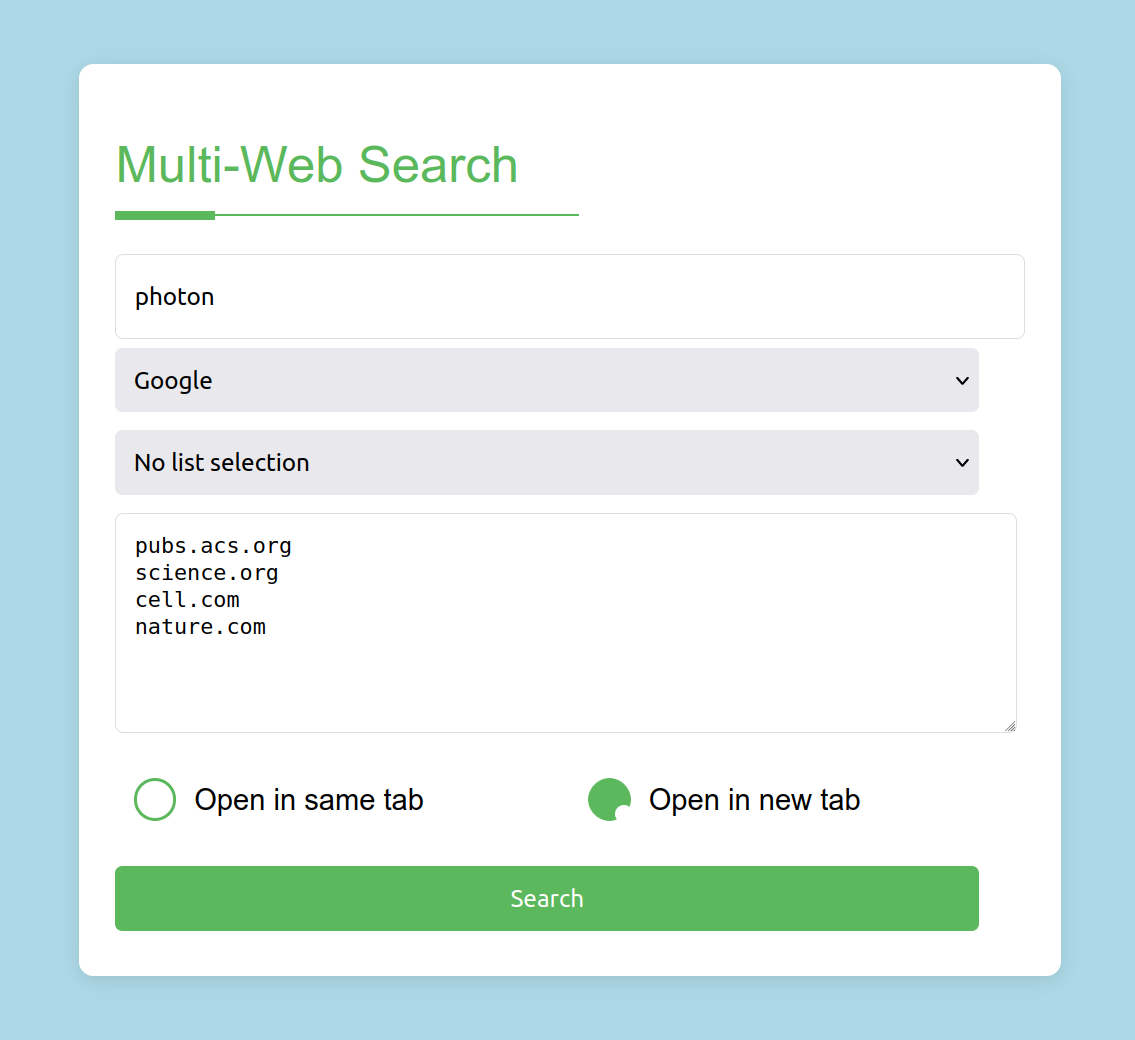 Multi-Web Search
photon
Google
No list selection
pubs.acs.org
science.org
cell.com
nature.com
Open in same tab
Open in new tab
Search